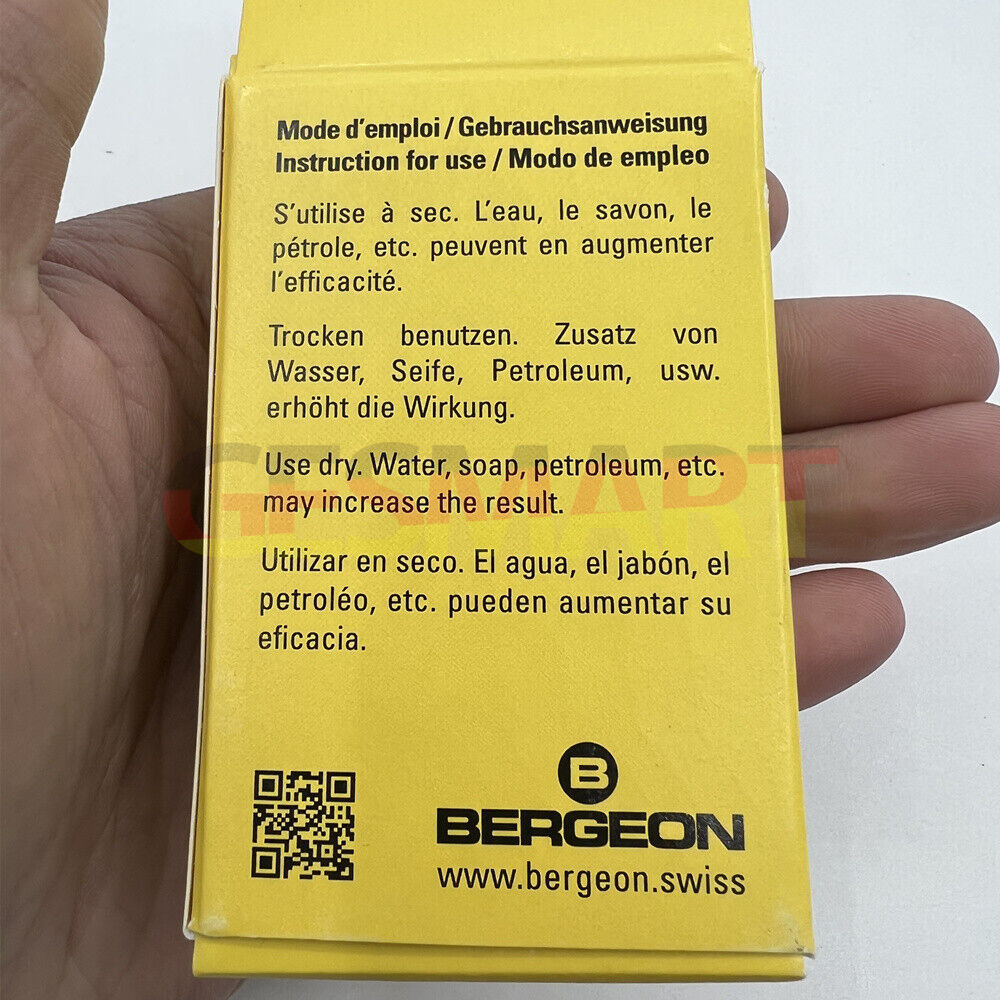 Mode d'emploi / Gebrauchsanweisung
Instruction for use / Modo de empleo
S'utilise à sec. L'eau, le savon, le
pétrole, etc. peuvent en augmenter
l'efficacité.
Trocken benutzen. Zusatz von
Wasser, Seife, Petroleum, usw.
erhöht die Wirkung.
Use dry. Water, soap, petroleum, etc.
may increase the result.
Utilizar en seco. El agua, el jabón, el
petroléo, etc. pueden aumentar su
eficacia.
B
BERGEON
www.bergeon.swiss